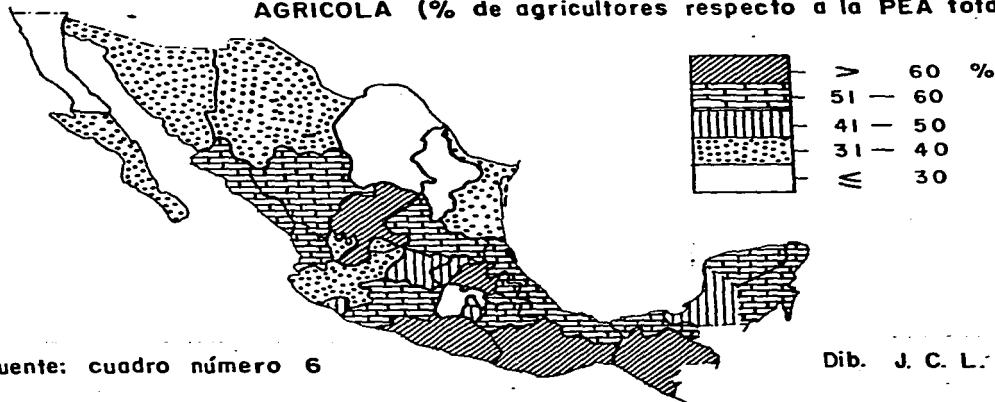 AGRICOLA (% de agricultores respecto a la PEA tota
> 60 %
51 — 60
41 — 50
31 — 40
≤ 30
uente: cuadro número 6
Dib. J. C. L.